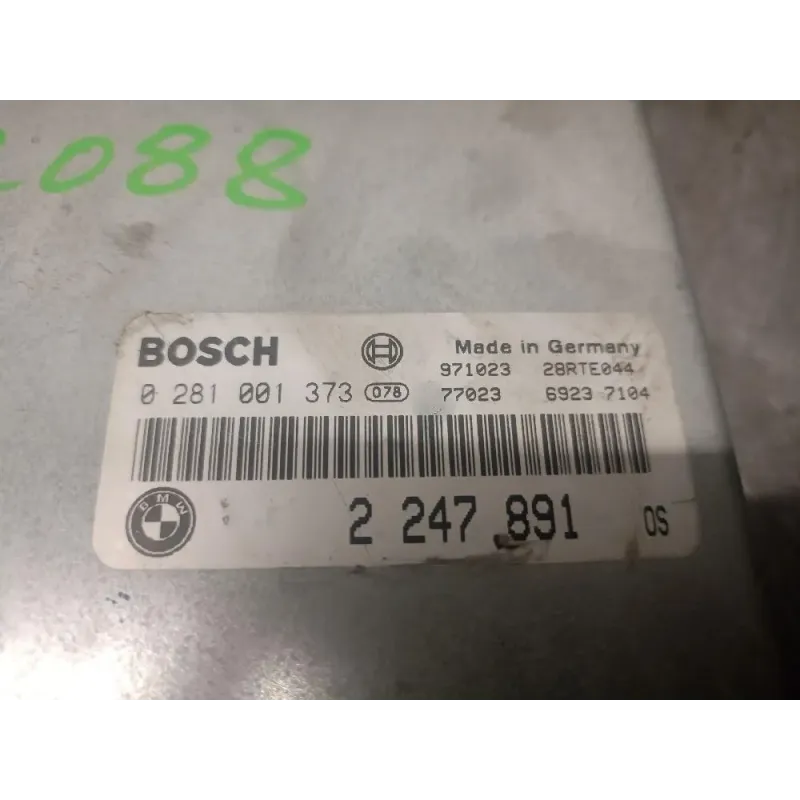 088
BOSCH Made in Germany
971023 28RTE044
0 281 001 373 078 77023 6923 7104
BMW 2 247 891 OS